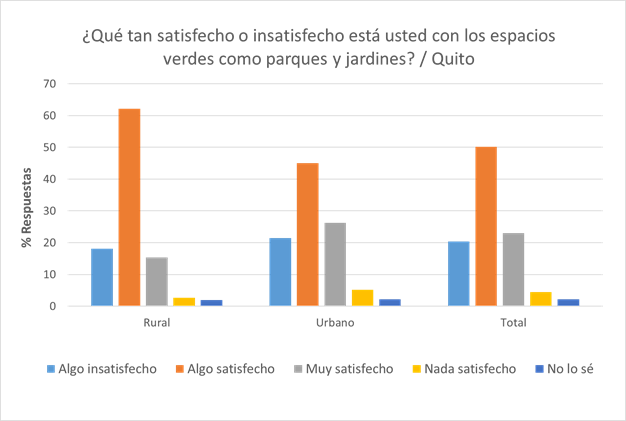 ¿Qué tan satisfecho o insatisfecho está usted con los espacios
verdes como parques y jardines? / Quito
70
60
50
40
30
20
10
0
% Respuestas
Rural
Urbano
Total
Algo insatisfecho
Algo satisfecho
Muy satisfecho
Nada satisfecho
No lo sé